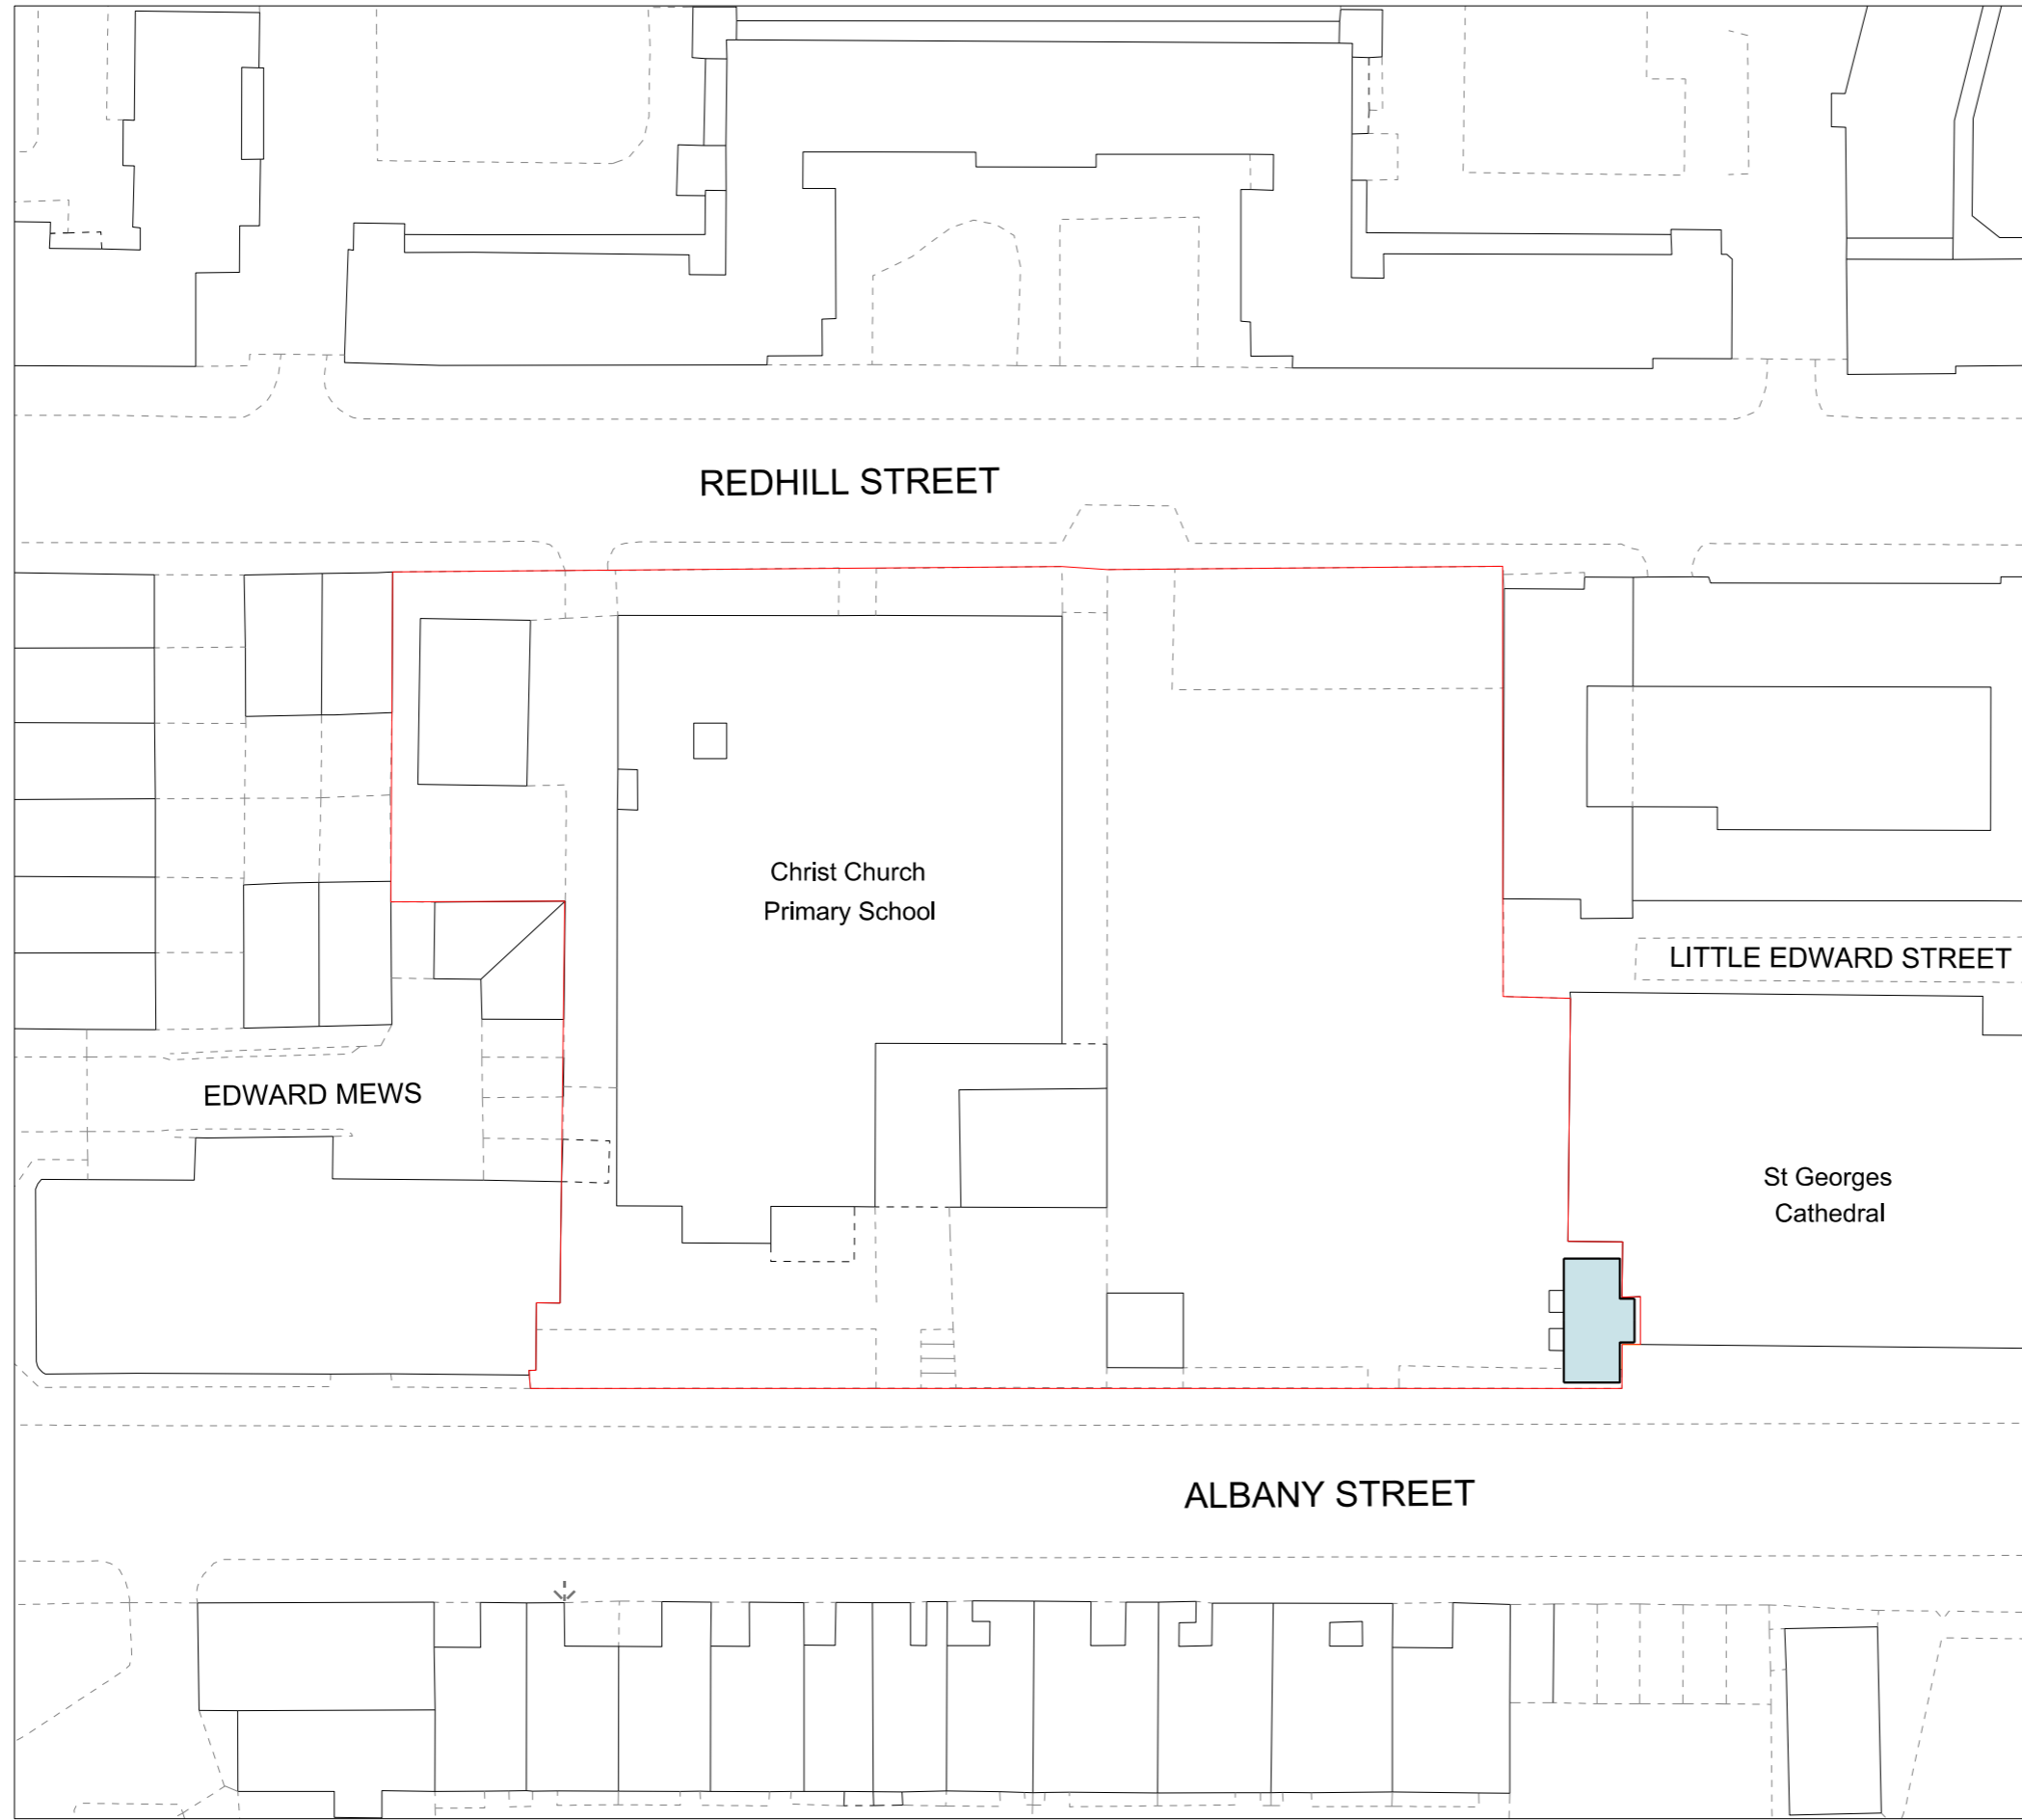 REDHILL STREET
Christ Church
Primary School
LITTLE EDWARD STREET
EDWARD MEWS
St Georges
Cathedral
ALBANY STREET